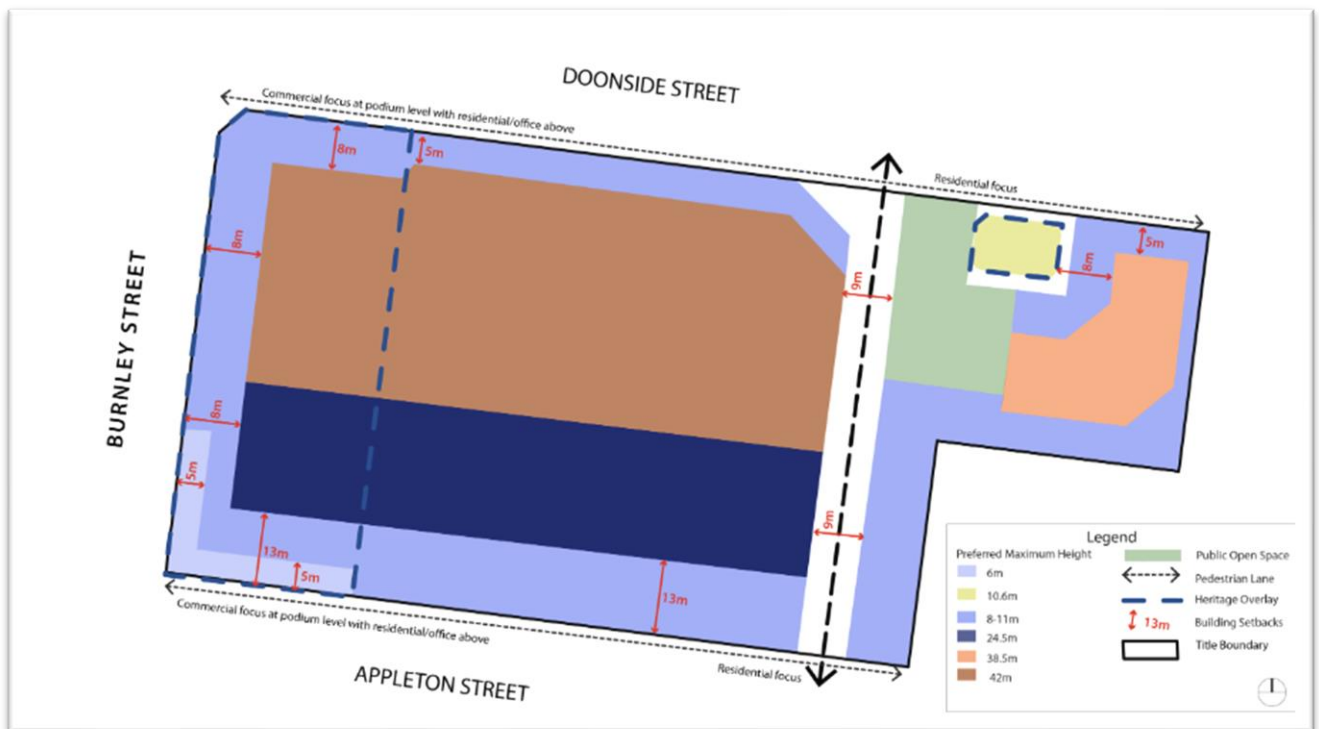 DOONSIDE STREET
Commercial focus at podium level with residential/office above
8m
5m
Residential focus
5m
8m
8m
9m
BURNLEY STREET
8m
5m
9m
13m
5m
13m
Commercial focus at podium level with residential/office above
Residential focus
APPLETON STREET
Legend
Preferred Maximum Height
6m
10.6m
8-11m
24.5m
38.5m
42m
Public Open Space
Pedestrian Lane
Heritage Overlay
13m Building Setbacks
Title Boundary